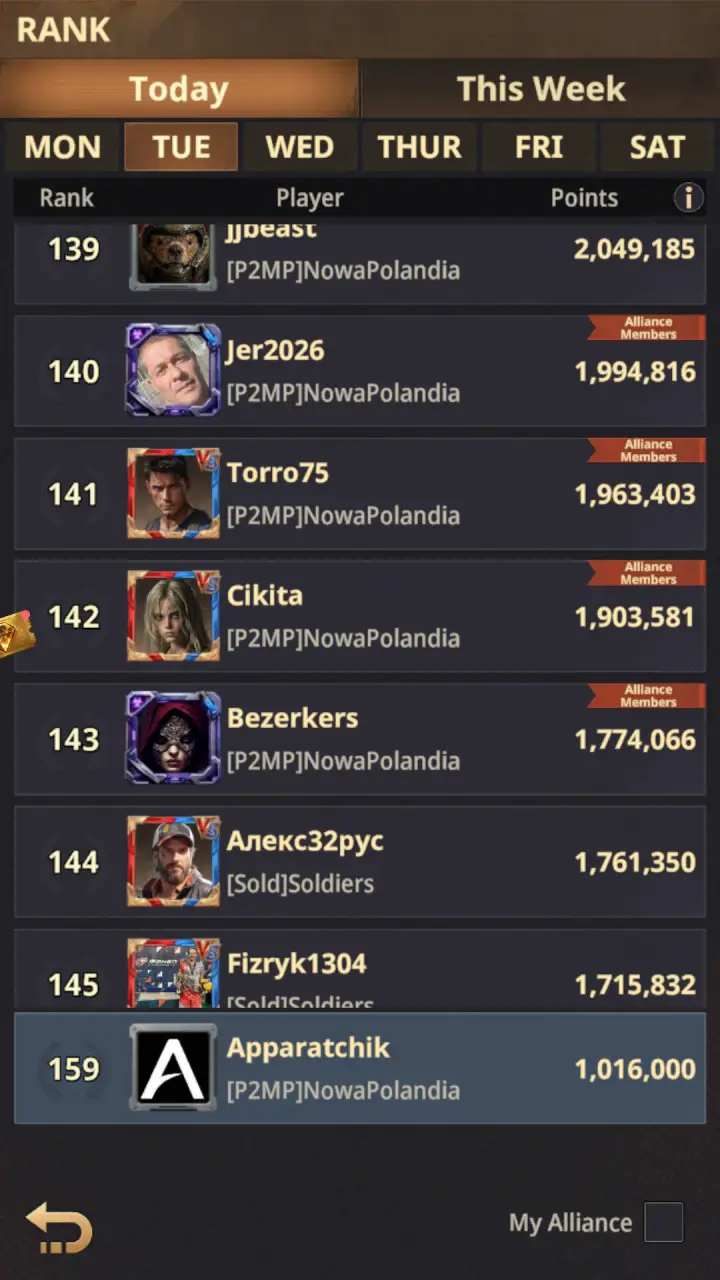 RANK
Today
This Week
MON
TUE
WED
THUR
FRI
SAT
Rank
Player
Points
139
jjbeast
[P2MP]NowaPolandia
2,049,185
Alliance
Members
140
Jer2026
[P2MP]NowaPolandia
1,994,816
Alliance
Members
141
Torro75
[P2MP]NowaPolandia
1,963,403
Alliance
Members
142
Cikita
[P2MP]NowaPolandia
1,903,581
Alliance
Members
143
Bezerkers
[P2MP]NowaPolandia
1,774,066
144
Алекс32рус
[Sold]Soldiers
1,761,350
145
Fizryk1304
[Sold]Soldiers
1,715,832
159
Apparatchik
[P2MP]NowaPolandia
1,016,000
My Alliance